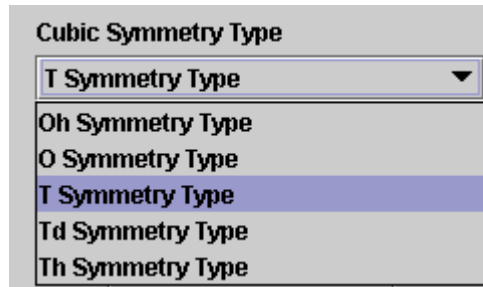 Cubic Symmetry Type
T Symmetry Type
Oh Symmetry Type
O Symmetry Type
T Symmetry Type
Td Symmetry Type
Th Symmetry Type